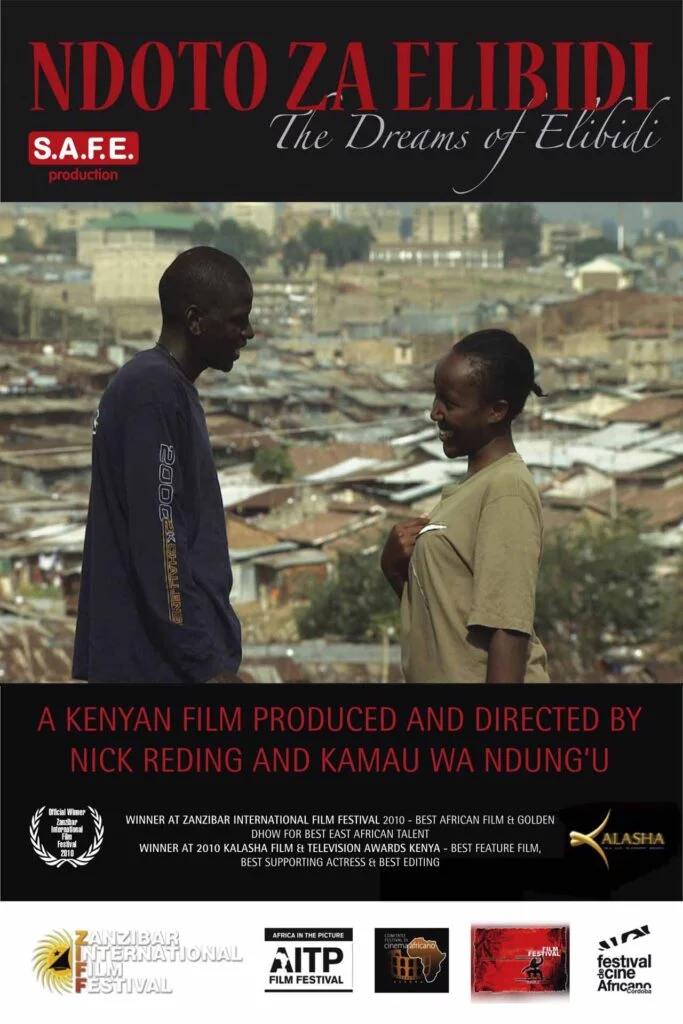 NDOTO ZA ELIBIDI
The Dreams of Elibidi
S.A.F.E.
production
2000
A KENYAN FILM PRODUCED AND DIRECTED BY
NICK REDING AND KAMAU WA NDUNG'U
Official Winner
Zanzibar
International
Film
Festival
2010
WINNER AT ZANZIBAR INTERNATIONAL FILM FESTIVAL 2010 - BEST AFRICAN FILM & GOLDEN
DHOW FOR BEST EAST AFRICAN TALENT
WINNER AT 2010 KALASHA FILM & TELEVISION AWARDS KENYA - BEST FEATURE FILM,
BEST SUPPORTING ACTRESS & BEST EDITING
KALASHA
ZANZIBAR
INTERNATIONAL
FILM
FESTIVAL
AFRICA IN THE PICTURE
AITP
FILM FESTIVAL
cinema africano
FILM
FESTIVAL
festival
de cine
Africano
Córdoba